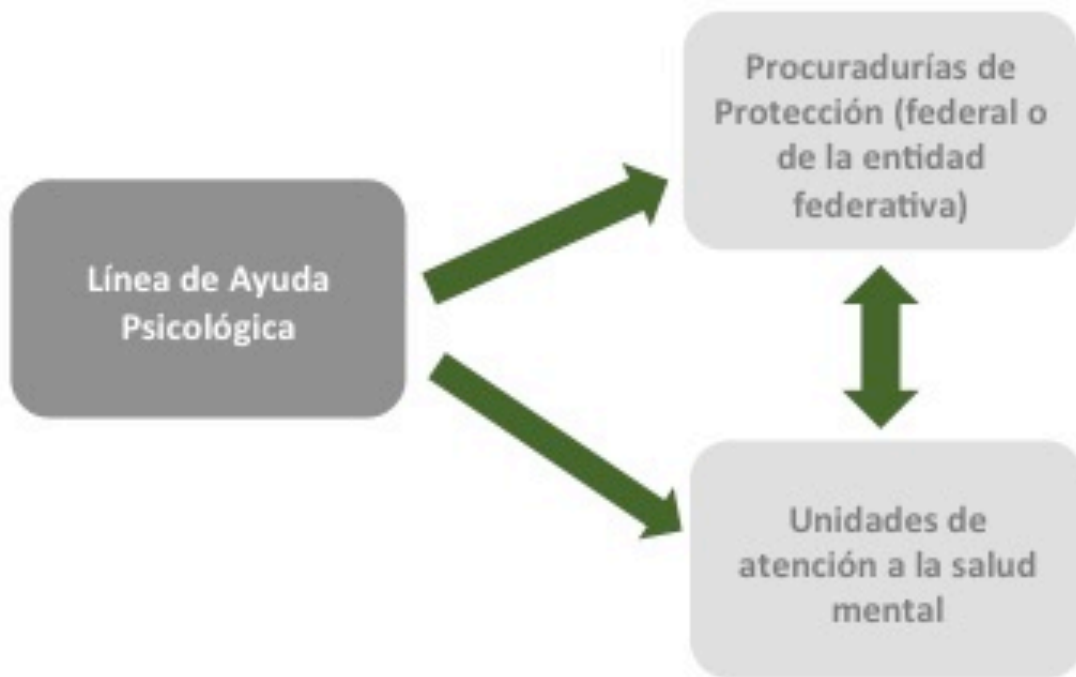 Procuradurías de
Protección (federal o
de la entidad
federativa)
Línea de Ayuda
Psicológica
Unidades de
atención a la salud
mental